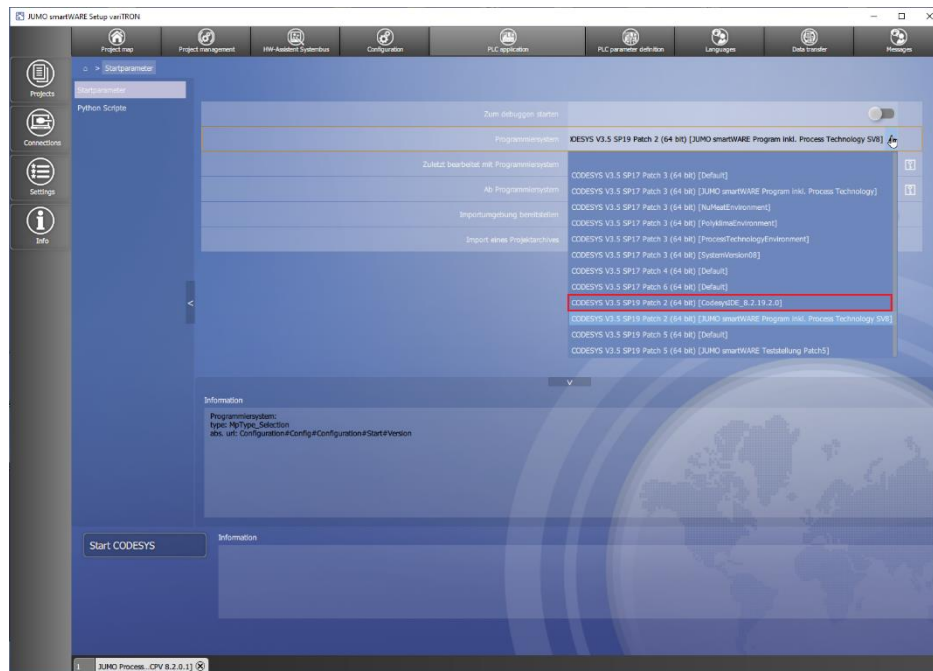 JUMO smartWARE Setup variTRON
Project map
Project management
HW-Assistent Systembus
Configuration
PLC application
PLC parameter definition
Languages
Data transfer
Messages
Projects
Connections
Settings
Info
> Startparameter
Startparameter
Python Scripte
Zum debuggen starten
Programmiersystem
ODESYS V3.5 SP19 Patch 2 (64 bit) [JUMO smartWARE Program inkl. Process Technology SV8]
Zuletzt bearbeitet mit Programmiersystem
Ab Programmiersystem
Importumgebung bereitstellen
Import eines Projektarchives
CODESYS V3.5 SP17 Patch 3 (64 bit) [Default]
CODESYS V3.5 SP17 Patch 3 (64 bit) [JUMO smartWARE Program inkl. Process Technology]
CODESYS V3.5 SP17 Patch 3 (64 bit) [NuMeatEnvironment]
CODESYS V3.5 SP17 Patch 3 (64 bit) [PolyklimaEnvironment]
CODESYS V3.5 SP17 Patch 3 (64 bit) [ProcessTechnologyEnvironment]
CODESYS V3.5 SP17 Patch 3 (64 bit) [SystemVersion08]
CODESYS V3.5 SP17 Patch 4 (64 bit) [Default]
CODESYS V3.5 SP17 Patch 6 (64 bit) [Default]
CODESYS V3.5 SP19 Patch 2 (64 bit) [CodesysIDE_8.2.19.2.0]
CODESYS V3.5 SP19 Patch 2 (64 bit) [JUMO smartWARE Program inkl. Process Technology SV8]
CODESYS V3.5 SP19 Patch 5 (64 bit) [Default]
CODESYS V3.5 SP19 Patch 5 (64 bit) [JUMO smartWARE Teststellung Patch5]
Information
Programmiersystem:
type: MpType_Selection
abs. url: Configuration#Config#Configuration#Start#Version
Start CODESYS
Information
1 JUMO Process...CPV 8.2.0.1]